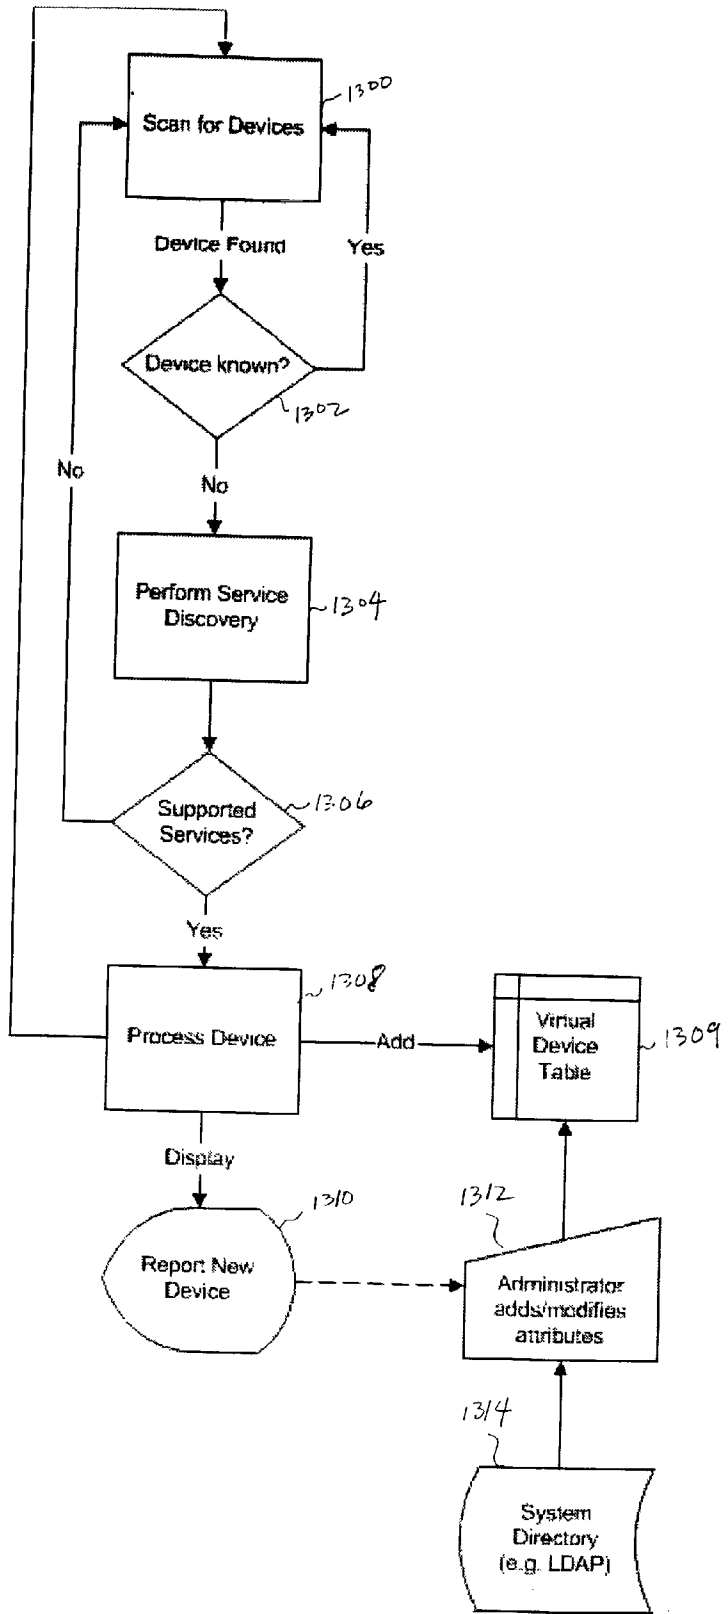 1300
Scan for Devices
Device Found
Yes
Device known?
1302
No
No
Perform Service
Discovery
1304
1306
Supported
Services?
Yes
1308
Process Device
Add
Virtual
Device
Table
1309
Display
1310
1312
Report New
Device
Administrator
adds/modifies
attributes
1314
System
Directory
(e.g. LDAP)